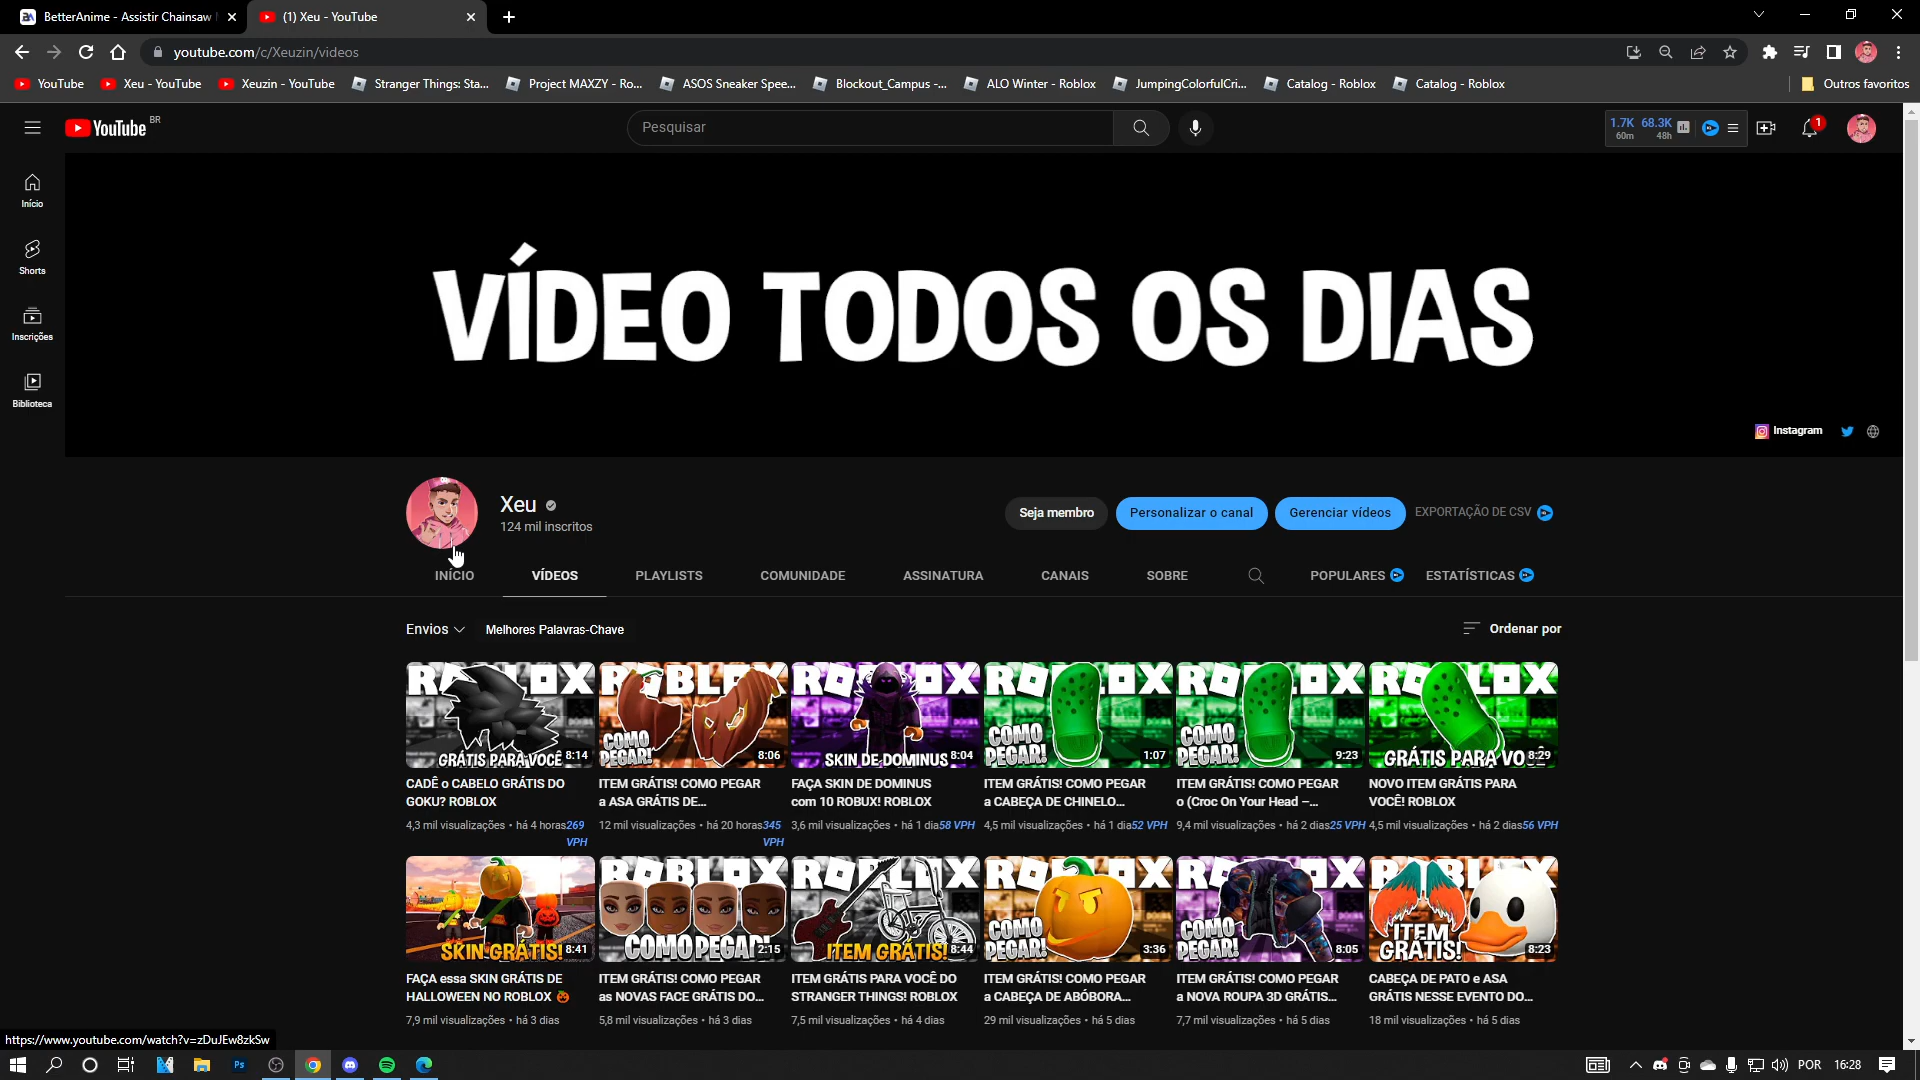 BetterAnime - Assistir Chainsaw
(1) Xeu - YouTube
youtube.com/c/Xeuzin/videos
YouTube
Xeu - YouTube
Xeuzin - YouTube
Stranger Things: Sta...
Project MAXZY - Ro...
ASOS Sneaker Spee...
Blockout_Campus -...
ALO Winter - Roblox
JumpingColorfulCri...
Catalog - Roblox
Catalog - Roblox
Outros favoritos
YouTube BR
Pesquisar
1.7K 68.3K
60m 48h
1
Início
Shorts
Inscrições
Biblioteca
VÍDEO TODOS OS DIAS
Instagram
Xeu
124 mil inscritos
Seja membro
Personalizar o canal
Gerenciar vídeos
EXPORTAÇÃO DE CSV
INÍCIO
VÍDEOS
PLAYLISTS
COMUNIDADE
ASSINATURA
CANAIS
SOBRE
POPULARES
ESTATÍSTICAS
Envios
Melhores Palavras-Chave
Ordenar por
GRÁTIS PARA VOCÊ 8:14
COMO PEGAR! 8:06
SKIN DE DOMINUS 8:04
COMO PEGAR! 1:07
COMO PEGAR! 9:23
GRÁTIS PARA 8:29
CADÊ o CABELO GRÁTIS DO
GOKU? ROBLOX
4,3 mil visualizações • há 4 horas 269
VPH
ITEM GRÁTIS! COMO PEGAR
a ASA GRÁTIS DE...
12 mil visualizações • há 20 horas 345
VPH
FAÇA SKIN DE DOMINUS
com 10 ROBUX! ROBLOX
3,6 mil visualizações • há 1 dia 58 VPH
ITEM GRÁTIS! COMO PEGAR
a CABEÇA DE CHINELO...
4,5 mil visualizações • há 1 dia 52 VPH
ITEM GRÁTIS! COMO PEGAR
o (Croc On Your Head –...
9,4 mil visualizações • há 2 dias 25 VPH
NOVO ITEM GRÁTIS PARA
VOCÊ! ROBLOX
4,5 mil visualizações • há 2 dias 56 VPH
SKIN GRÁTIS! 8:41
ROBLOX
COMO PEGAR! 2:15
ITEM GRÁTIS! 8:44
COMO PEGAR! 3:36
COMO PEGAR! 8:05
ITEM GRÁTIS! 8:23
FAÇA essa SKIN GRÁTIS DE
HALLOWEEN NO ROBLOX 🎃
7,9 mil visualizações • há 3 dias
ITEM GRÁTIS! COMO PEGAR
as NOVAS FACE GRÁTIS DO...
5,8 mil visualizações • há 3 dias
ITEM GRÁTIS PARA VOCÊ DO
STRANGER THINGS! ROBLOX
7,5 mil visualizações • há 4 dias
ITEM GRÁTIS! COMO PEGAR
a CABEÇA DE ABÓBORA...
29 mil visualizações • há 5 dias
ITEM GRÁTIS! COMO PEGAR
a NOVA ROUPA 3D GRÁTIS...
7,7 mil visualizações • há 5 dias
CABEÇA DE PATO e ASA
GRÁTIS NESSE EVENTO DO...
18 mil visualizações • há 5 dias
https://www.youtube.com/watch?v=zDuJEw8zkSw
Ps
POR
16:28